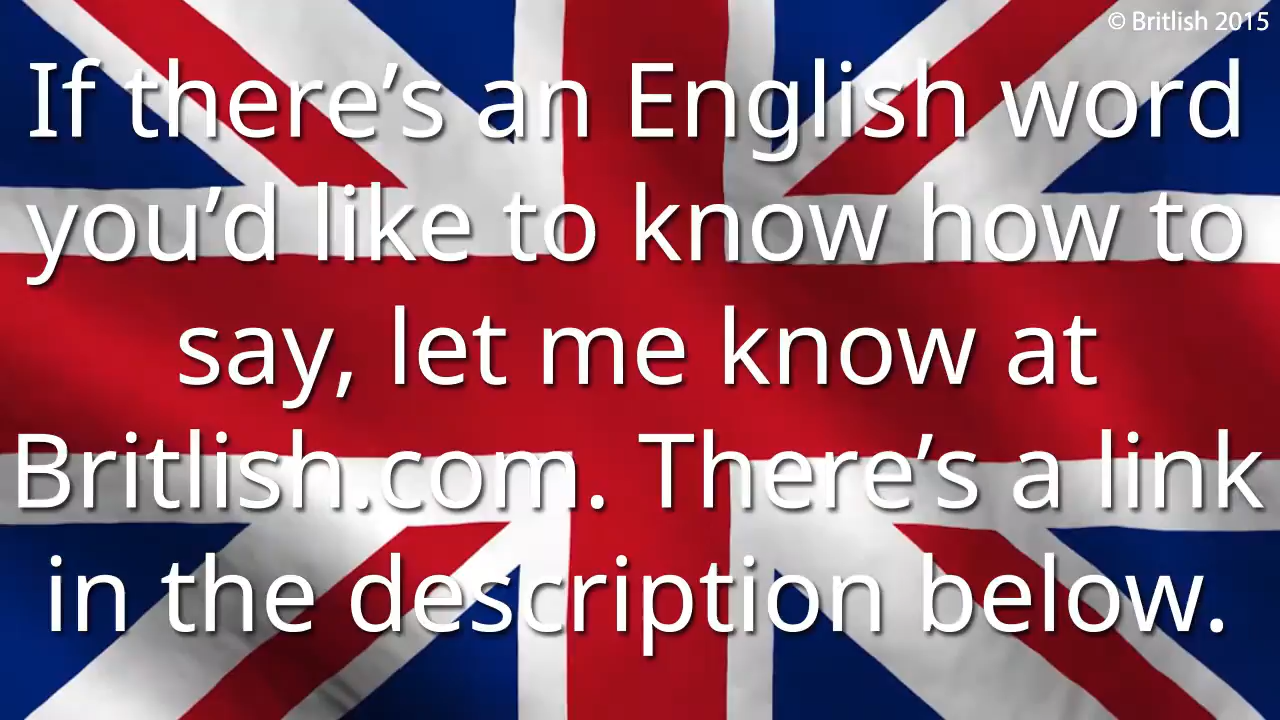 © Britlish 2015
If there’s an English word
you’d like to know how to
say, let me know at
Britlish.com. There’s a link
in the description below.